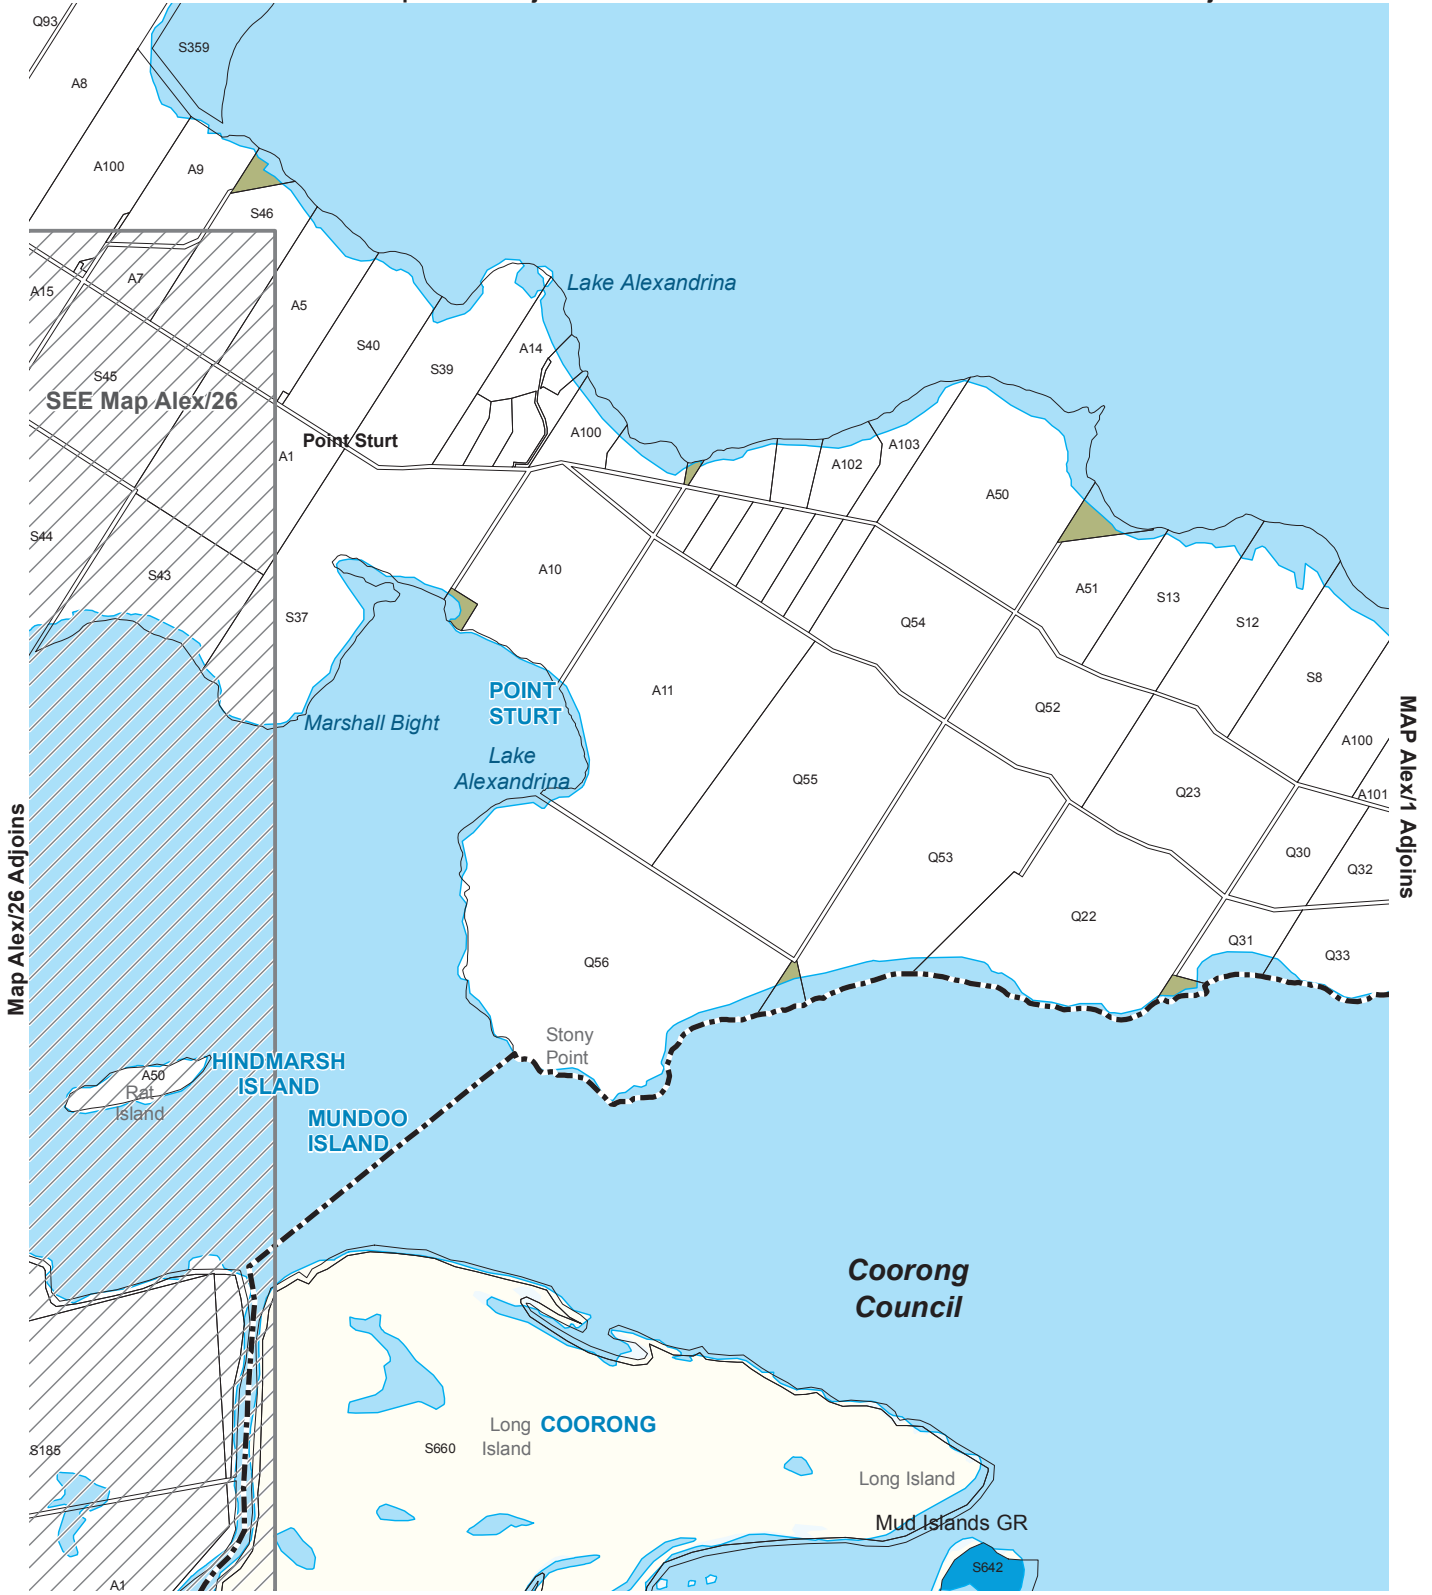 Q93
S359
A8
A100
A9
S46
A7
A15
Lake Alexandrina
A5
S40
A14
S39
S45
SEE Map Alex/26
Point Sturt
A100
A1
A103
A102
A50
S44
A10
S43
A51
S13
S37
Q54
S12
S8
POINT
STURT
A11
Q52
Marshall Bight
MAP Alex/1 Adjoins
A100
Lake
Alexandrina
Q55
Q23
A101
Map Alex/26 Adjoins
Q53
Q30
Q32
Q22
Q31
Q33
Q56
Stony
Point
HINDMARSH
ISLAND
A50
Rat
Island
MUNDOO
ISLAND
Coorong
Council
Long
Island
COORONG
S185
S660
Long Island
Mud Islands GR
S642
A1